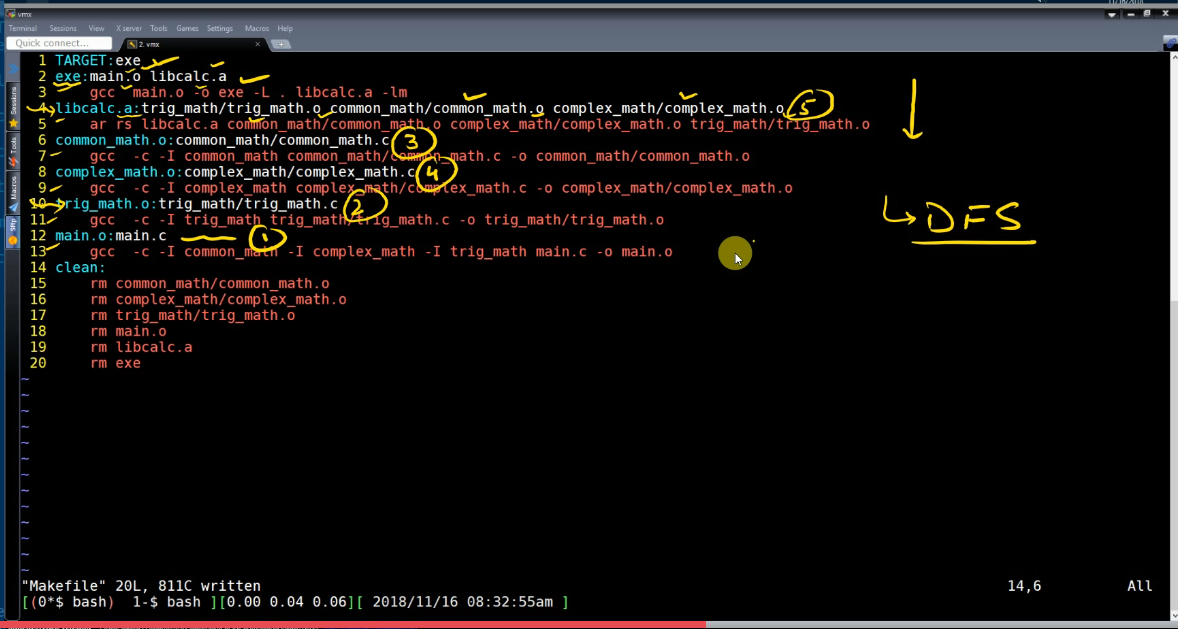 11/16/2018
vmx
Terminal Sessions View X server Tools Games Settings Macros Help
Quick connect...
2. vmx
Sessions
Tools
Macros
Sftp
1 TARGET:exe
2 exe:main.o libcalc.a
3 gcc main.o -o exe -L . libcalc.a -lm
4 libcalc.a:trig_math/trig_math.o common_math/common_math.o complex_math/complex_math.o 5
5 ar rs libcalc.a common_math/common_math.o complex_math/complex_math.o trig_math/trig_math.o
6 common_math.o:common_math/common_math.c 3
7 gcc -c -I common_math common_math/common_math.c -o common_math/common_math.o
8 complex_math.o:complex_math/complex_math.c 4
9 gcc -c -I complex_math complex_math/complex_math.c -o complex_math/complex_math.o
10 trig_math.o:trig_math/trig_math.c 2
DFS
11 gcc -c -I trig_math trig_math/trig_math.c -o trig_math/trig_math.o
12 main.o:main.c 1
13 gcc -c -I common_math -I complex_math -I trig_math main.c -o main.o
14 clean:
15 rm common_math/common_math.o
16 rm complex_math/complex_math.o
17 rm trig_math/trig_math.o
18 rm main.o
19 rm libcalc.a
20 rm exe
~
~
~
~
~
~
~
~
~
~
~
~
~
"Makefile" 20L, 811C written 14,6 All
[(0*$ bash) 1-$ bash ][0.00 0.04 0.06][ 2018/11/16 08:32:55am ]